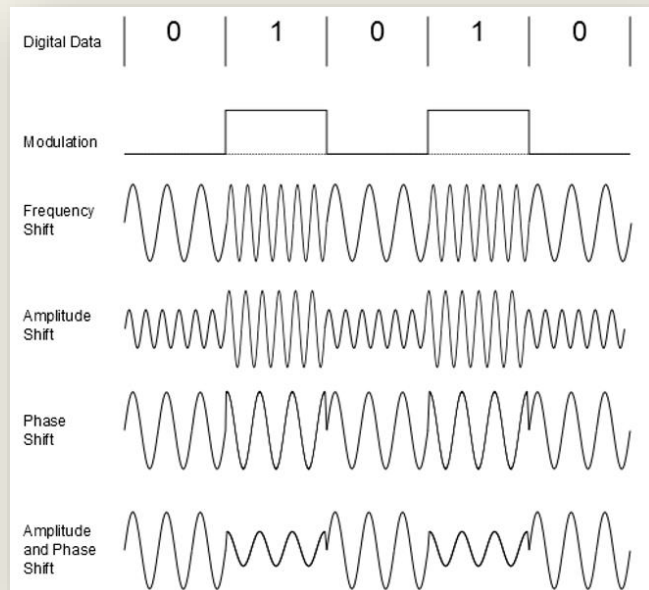 Digital Data 0 1 0 1 0
Modulation
Frequency
Shift
Amplitude
Shift
Phase
Shift
Amplitude
and Phase
Shift